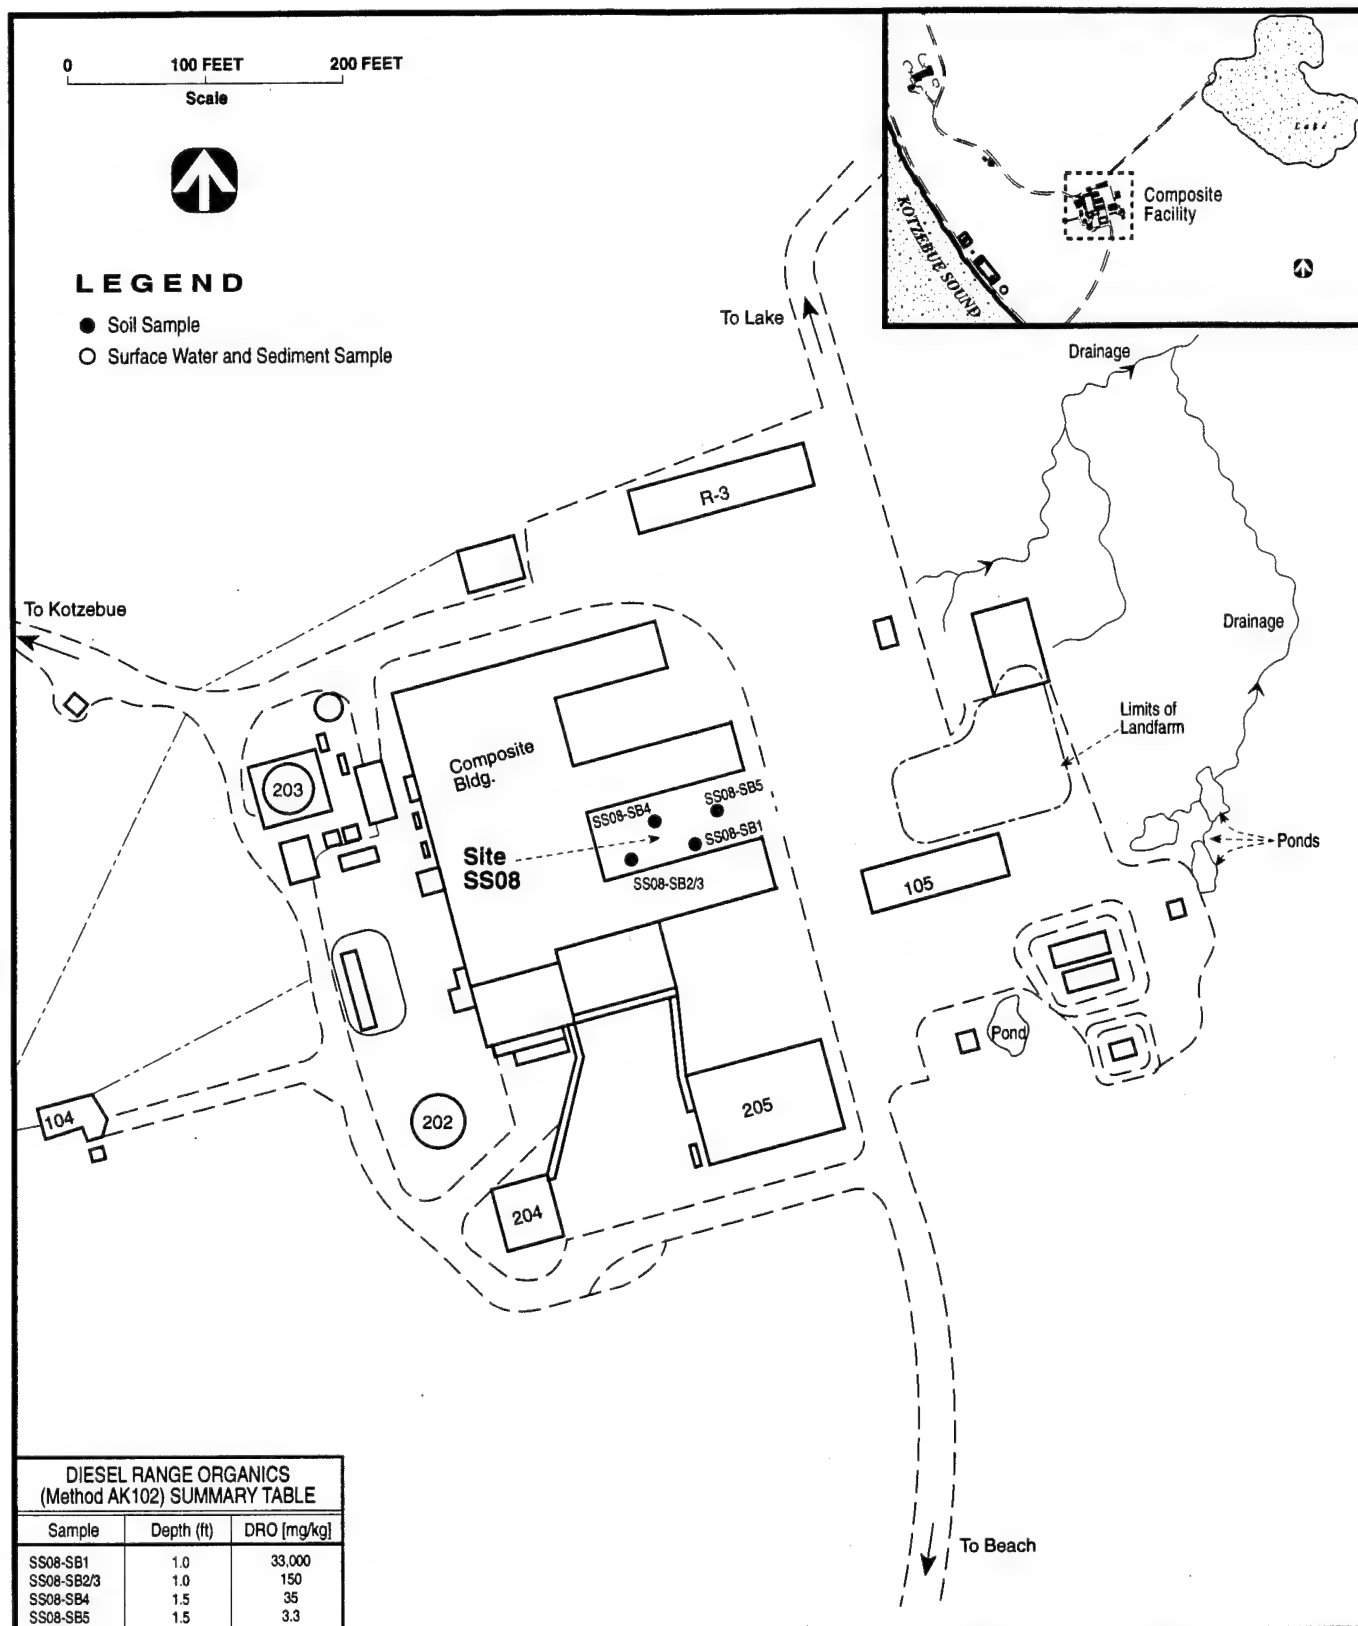 0 100 FEET 200 FEET
Scale
LEGEND
Soil Sample
Surface Water and Sediment Sample
Lake
Composite
Facility
KOTZEBUE SOUND
To Lake
Drainage
R-3
To Kotzebue
Drainage
Limits of
Landfarm
Composite
Bldg.
203
SS08-SB5
SS08-SB4
SS08-SB1
Site
SS08
SS08-SB2/3
Ponds
105
Pond
104
202
205
204
To Beach
DIESEL RANGE ORGANICS
(Method AK102) SUMMARY TABLE
Sample Depth (ft) DRO [mg/kg]
SS08-SB1 1.0 33,000
SS08-SB2/3 1.0 150
SS08-SB4 1.5 35
SS08-SB5 1.5 3.3